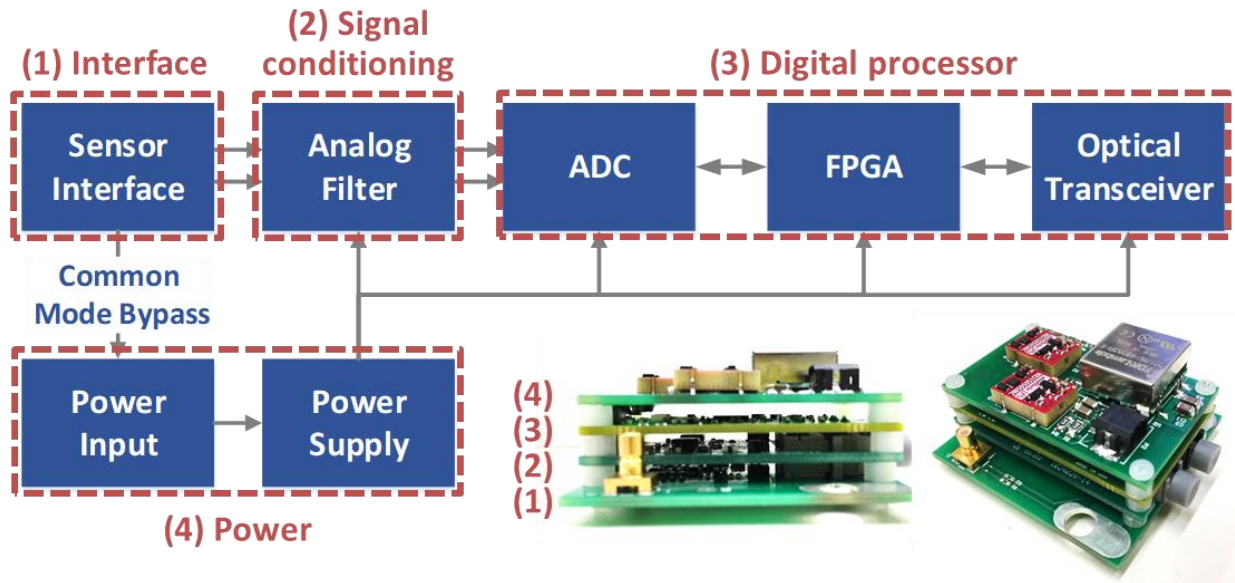 (1) Interface
(2) Signal
conditioning
(3) Digital processor
Sensor
Interface
Analog
Filter
ADC
FPGA
Optical
Transceiver
Common
Mode Bypass
Power
Input
Power
Supply
(4) Power
(4)
(3)
(2)
(1)